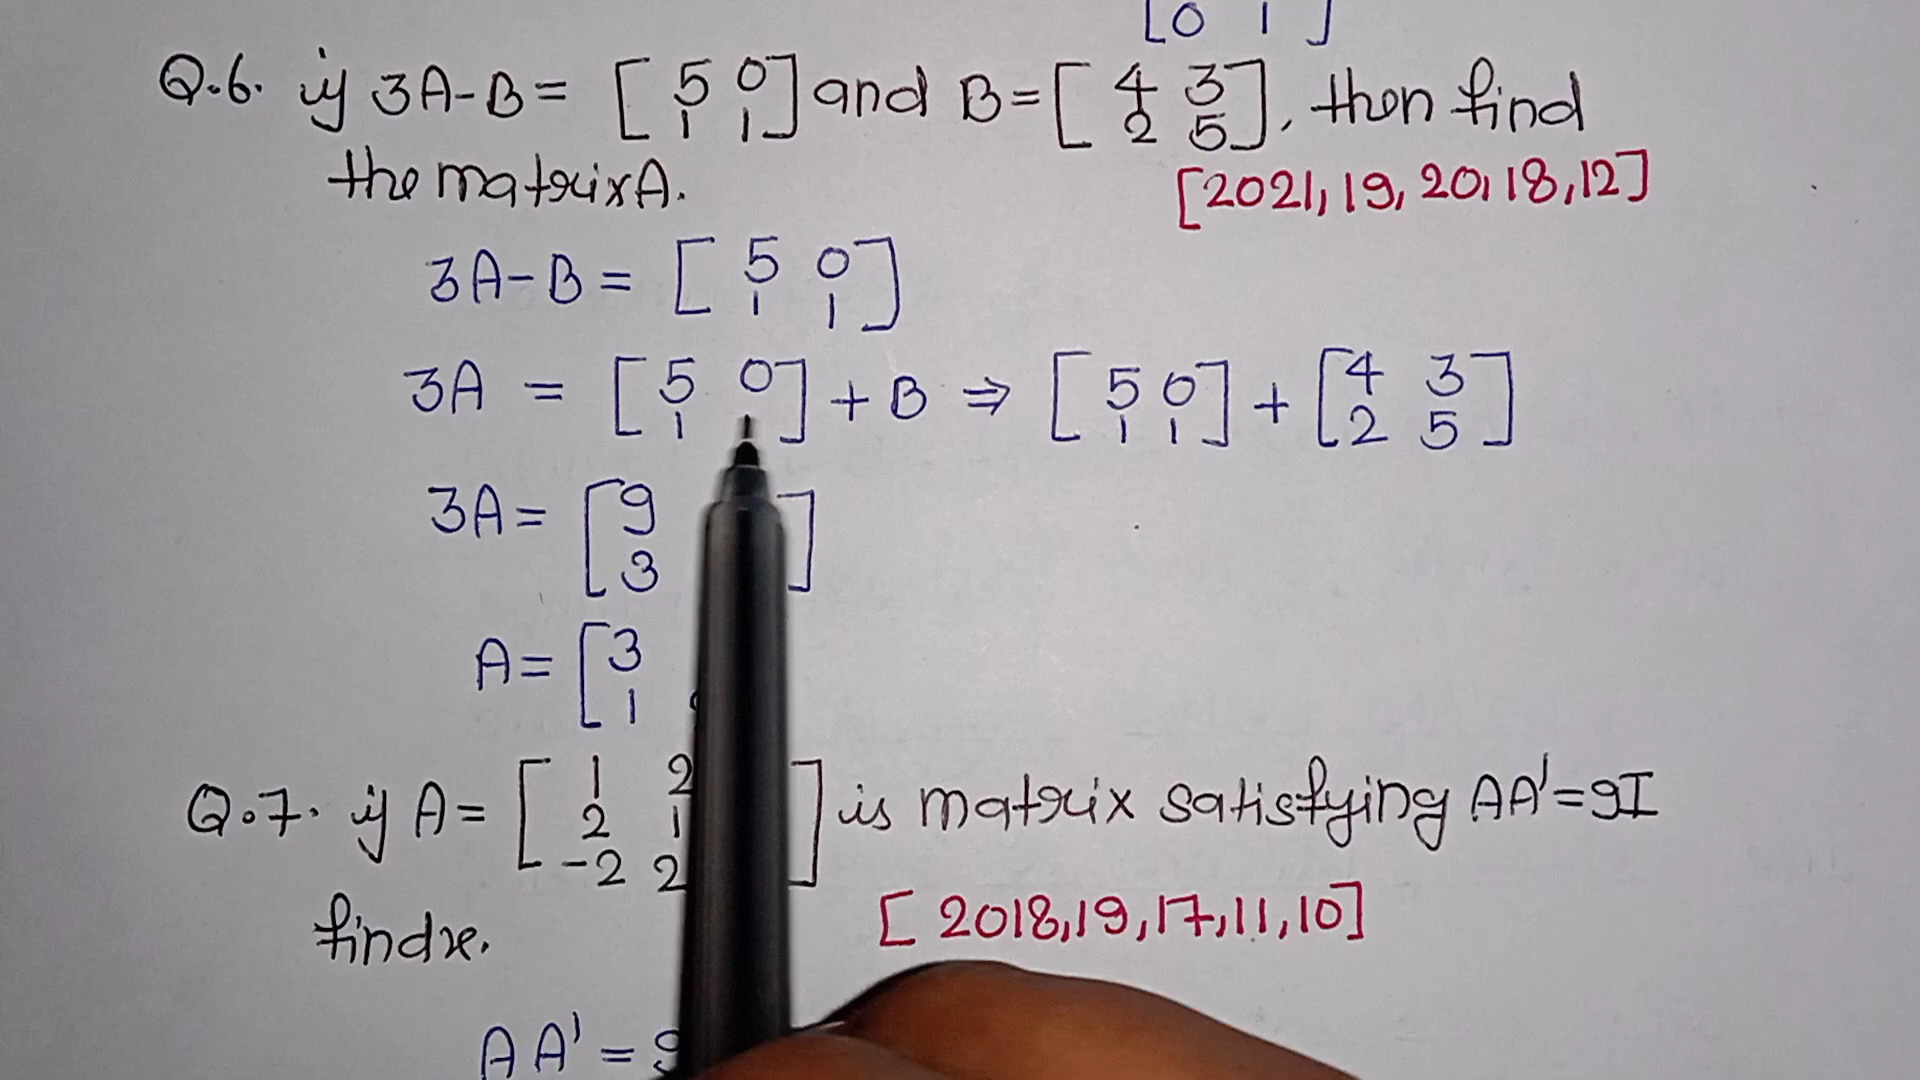 [0 1]
Q.6. if 3A-B= [5 0 1 1] and B=[4 3 2 5], then find
the matrix A.
[2021, 19, 20, 18, 12]
3A-B = [5 0 1 1]
3A = [5 0 1] + B ⇒ [5 0 1 1] + [4 3 2 5]
3A= [9 3]
A= [3 1]
Q.7. if A= [1 2 2 1 -2 2] is matrix satisfying AA'=9I
find x.
[2018,19,17,11,10]
AA' = 9